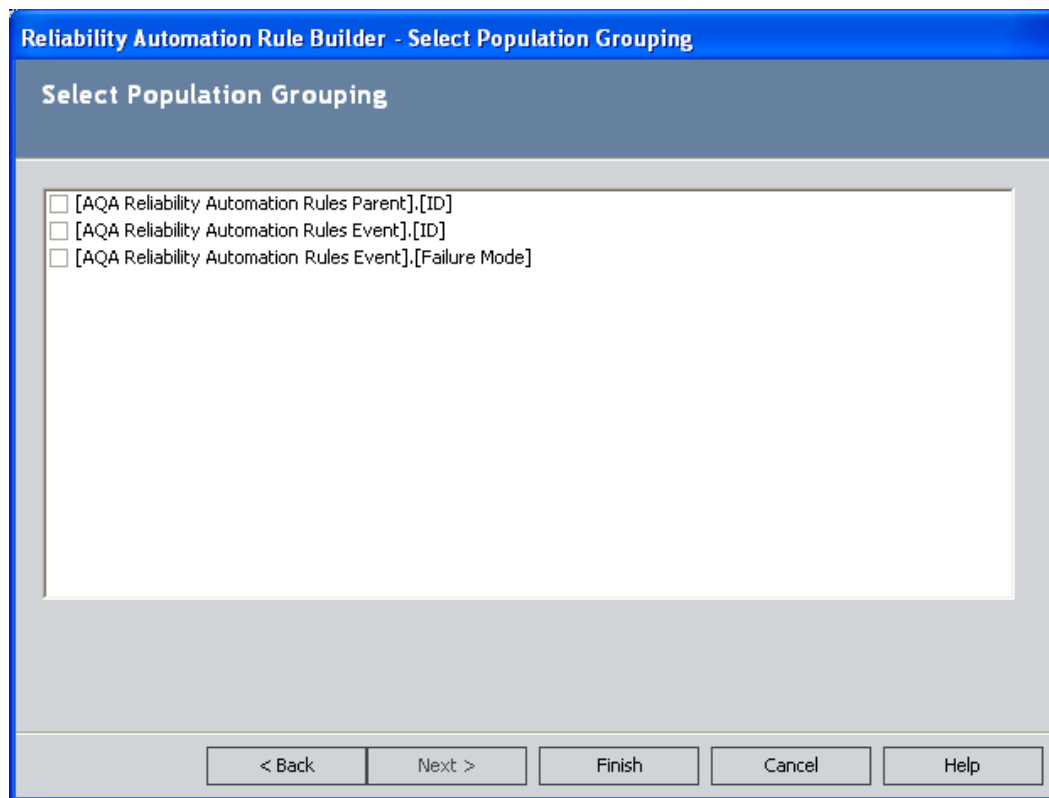 Reliability Automation Rule Builder - Select Population Grouping
Select Population Grouping
[AQA Reliability Automation Rules Parent].[ID]
[AQA Reliability Automation Rules Event].[ID]
[AQA Reliability Automation Rules Event].[Failure Mode]
< Back Next > Finish Cancel Help